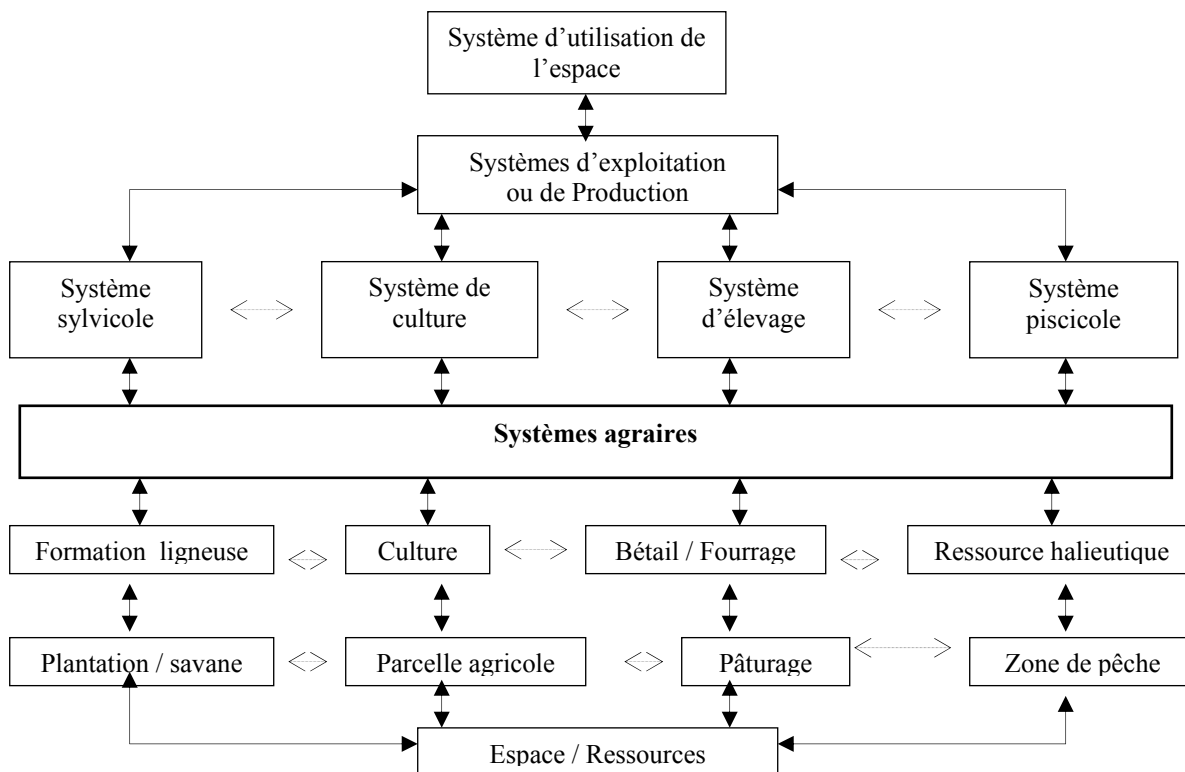 Système d’utilisation de
l’espace
Systèmes d’exploitation
ou de Production
Système
sylvicole
Système de
culture
Système
d’élevage
Système
piscicole
Systèmes agraires
Formation ligneuse
Culture
Bétail / Fourrage
Ressource halieutique
Plantation / savane
Parcelle agricole
Pâturage
Zone de pêche
Espace / Ressources